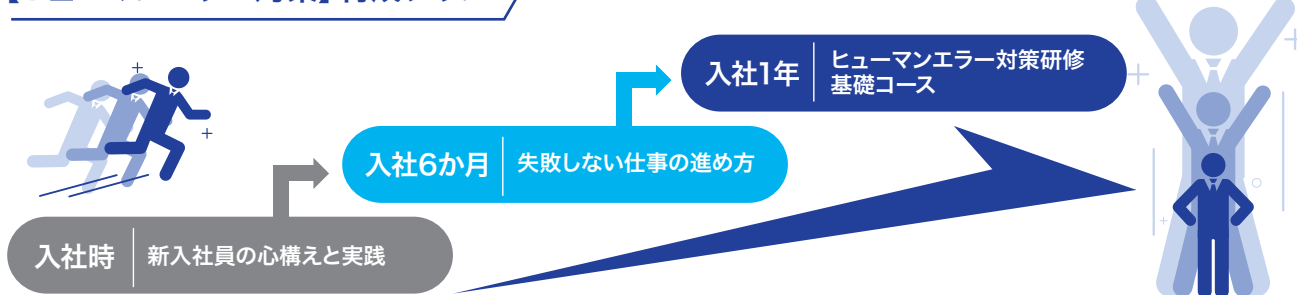 入社1年
ヒューマンエラー対策研修
基礎コース
入社6か月
失敗しない仕事の進め方
入社時
新入社員の心構えと実践